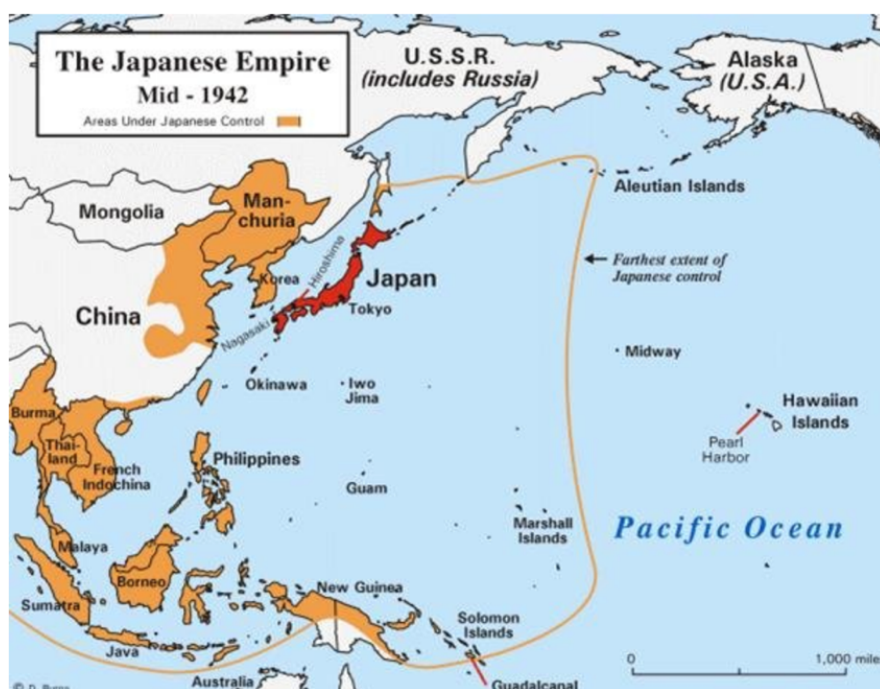 The Japanese Empire
Mid - 1942
Areas Under Japanese Control
U.S.S.R.
(includes Russia)
Alaska
(U.S.A.)
Aleutian Islands
Mongolia
Man-
churia
Farthest extent of
Japanese control
Korea
Hiroshima
Japan
China
Tokyo
Nagasaki
Midway
Okinawa
Iwo
Jima
Hawaiian
Islands
Pearl
Harbor
Burma
Thai-
land
French
Indochina
Philippines
Guam
Marshall
Islands
Pacific Ocean
Malaya
Borneo
New Guinea
Sumatra
Solomon
Islands
Java
Australia
Guadalcanal
0
1,000 mile